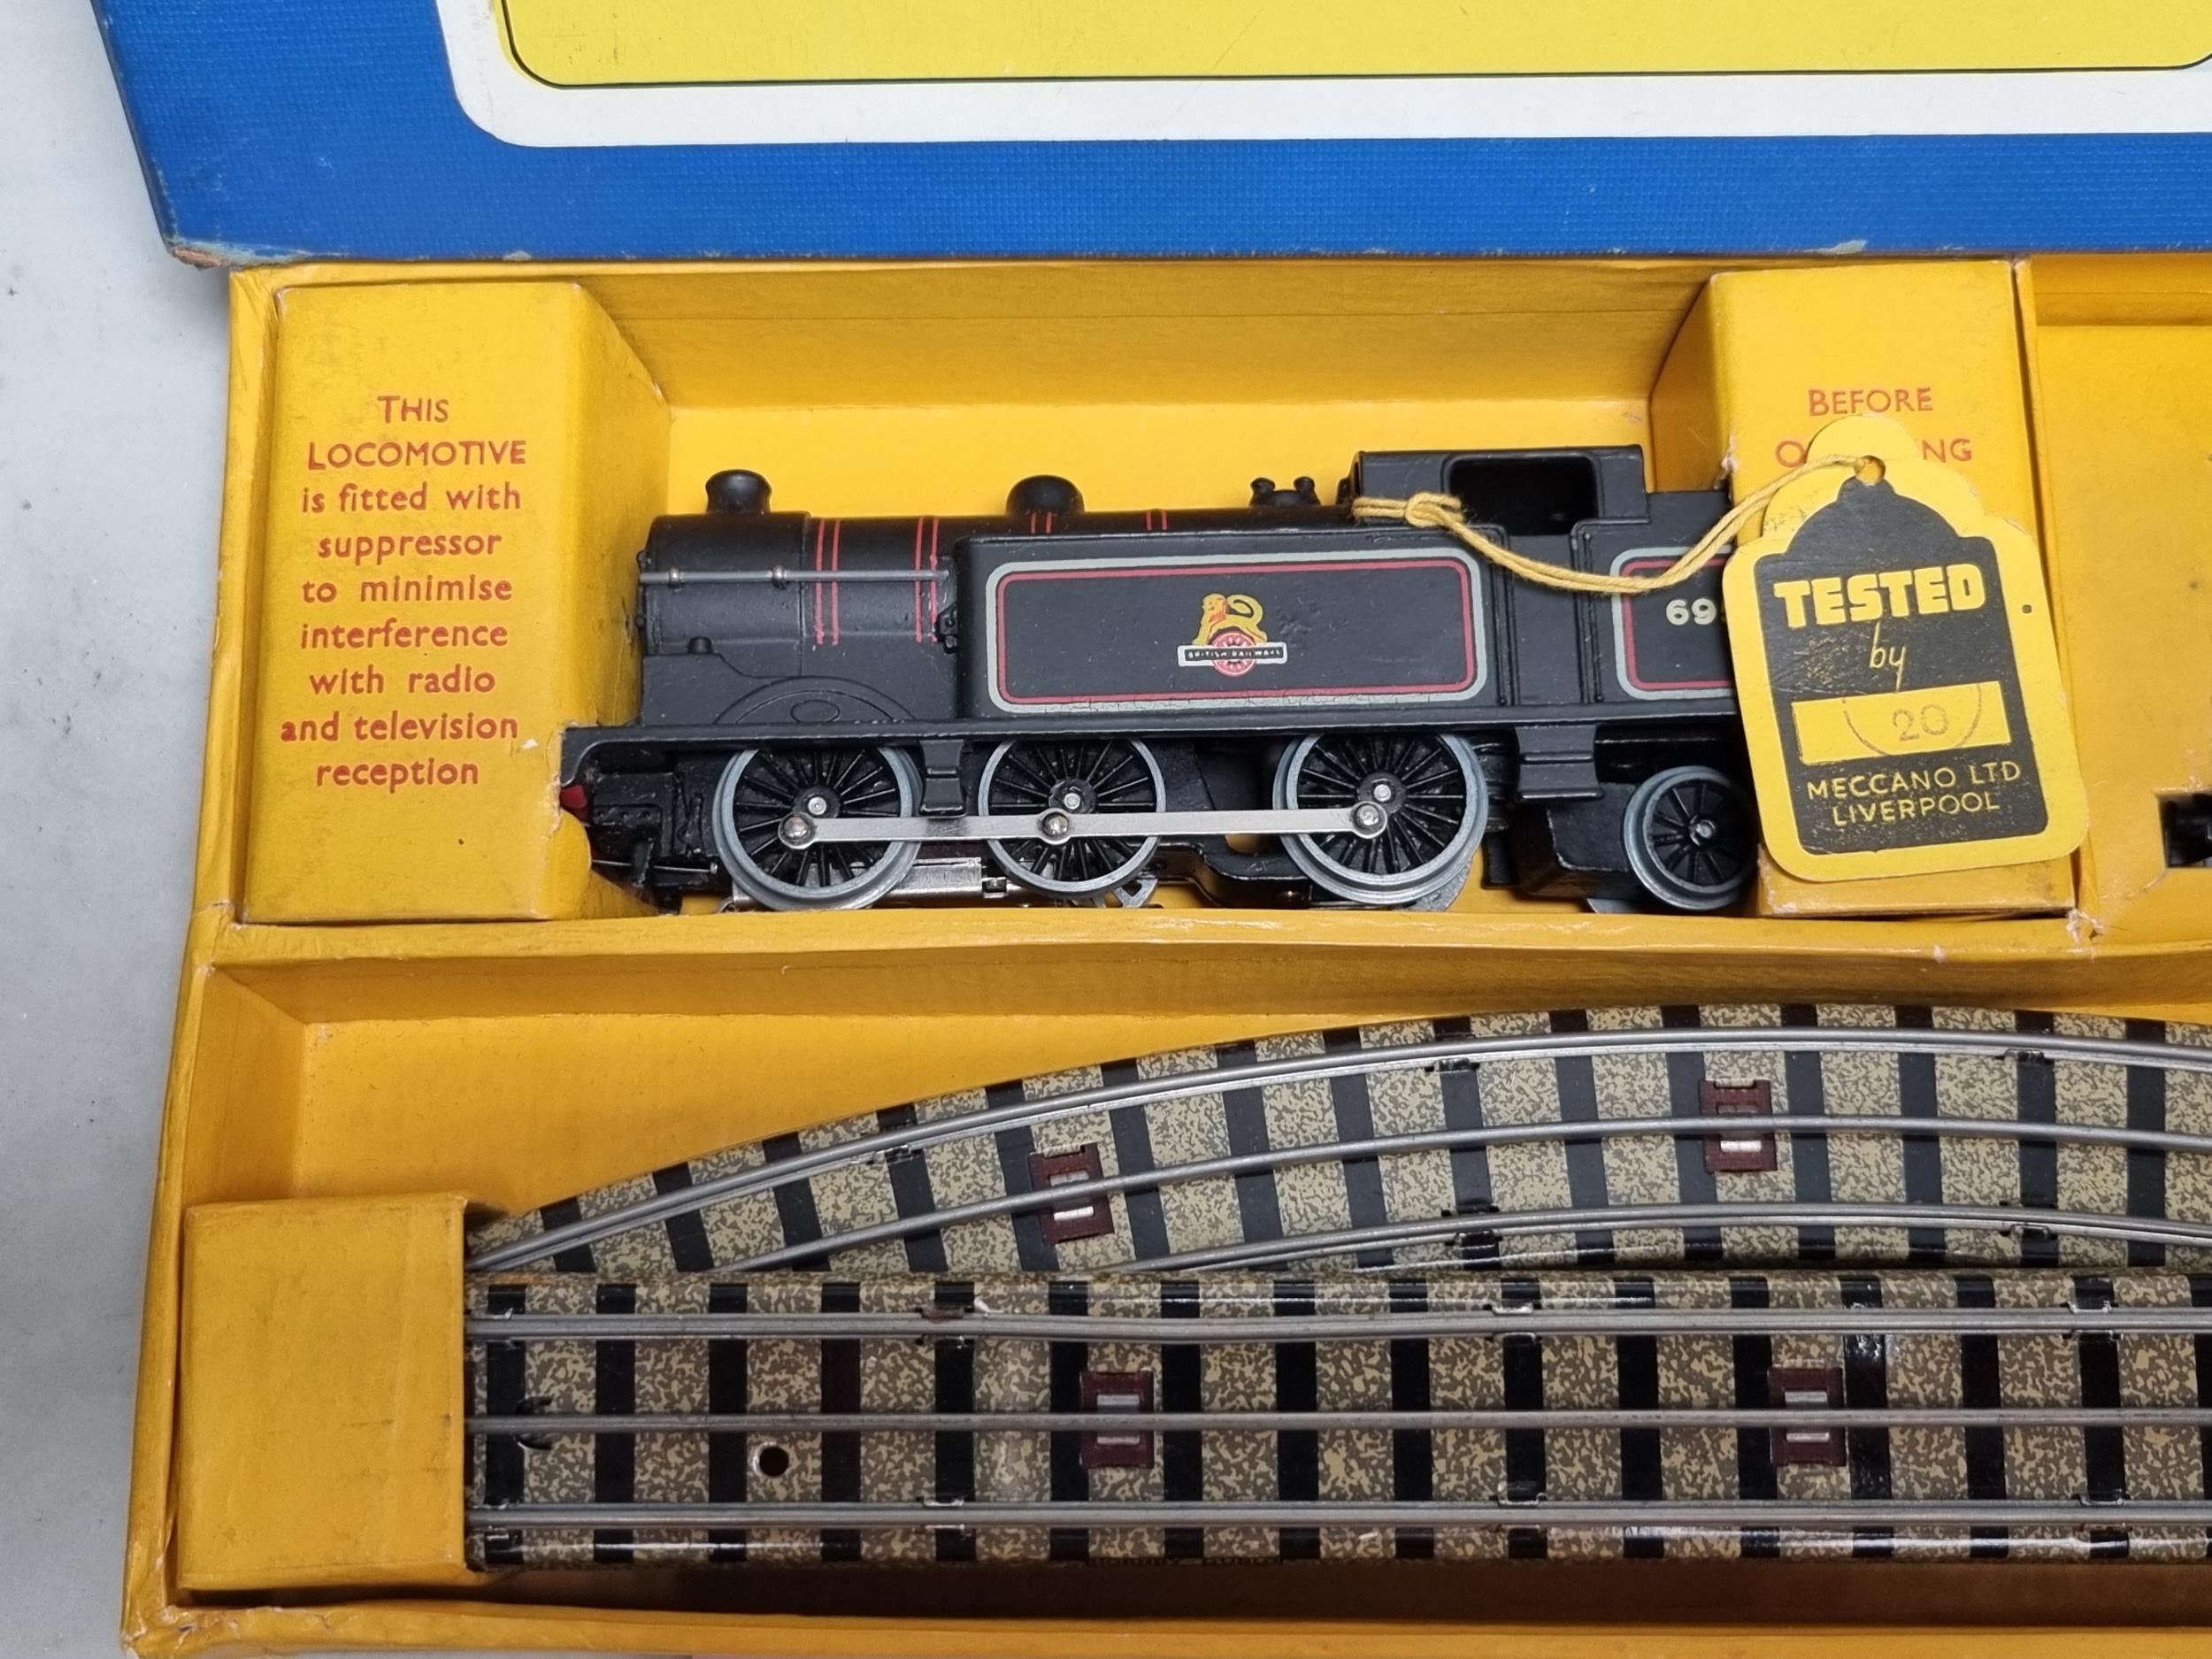 THIS
LOCOMOTIVE
is fitted with
suppressor
to minimise
interference
with radio
and television
reception
BRITISH RAILWAYS
69
BEFORE
TESTED
by
20
MECCANO LTD
LIVERPOOL